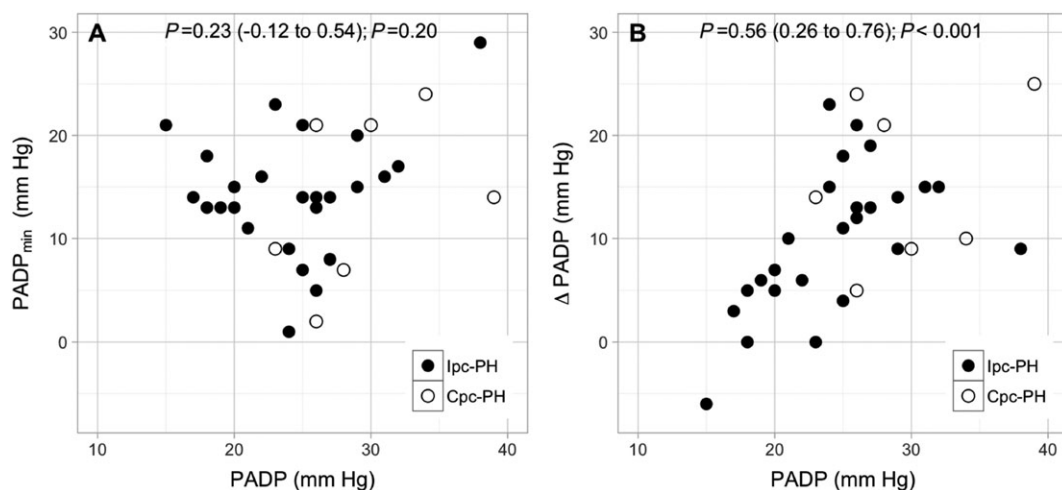 A
P=0.23 (-0.12 to 0.54); P=0.20
30
20
10
0
PADPmin (mm Hg)
Ipc-PH
Cpc-PH
10 20 30 40
PADP (mm Hg)
B
P=0.56 (0.26 to 0.76); P< 0.001
30
20
10
0
Δ PADP (mm Hg)
Ipc-PH
Cpc-PH
10 20 30 40
PADP (mm Hg)